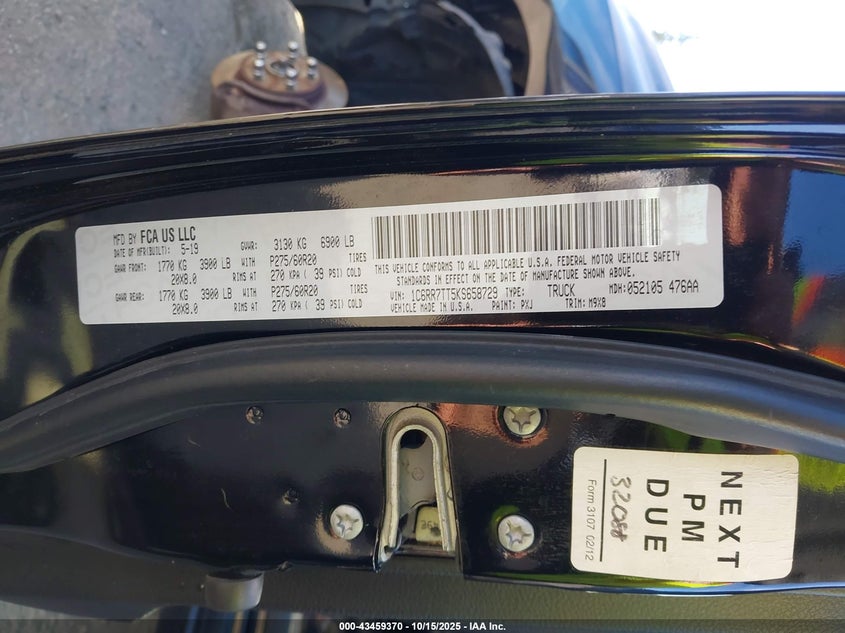 MFD BY FCA US LLC
DATE OF MFR(BUILT): 5-19 GVWR: 3130 KG 6900 LB
GAWR FRONT: 1770 KG 3900 LB WITH P275/60R20 TIRES
20X8.0 RIMS AT 270 KPA ( 39 PSI) COLD
GAWR REAR: 1770 KG 3900 LB WITH P275/60R20 TIRES
20X8.0 RIMS AT 270 KPA ( 39 PSI) COLD
THIS VEHICLE CONFORMS TO ALL APPLICABLE U.S.A. FEDERAL MOTOR VEHICLE SAFETY
BUMPER AND THEFT PREVENTION STANDARDS IN EFFECT ON THE DATE OF MANUFACTURE
VIN: 1C6RR7TT5KS658729 TYPE: TRUCK MDH:052105 476AA
VEHICLE MADE IN U.S.A. PAINT: PXJ TRIM: M9X8
NEXT
PM
DUE
32088
Form 3107 02/12
000-43459370 - 10/15/2025 - IAA Inc.